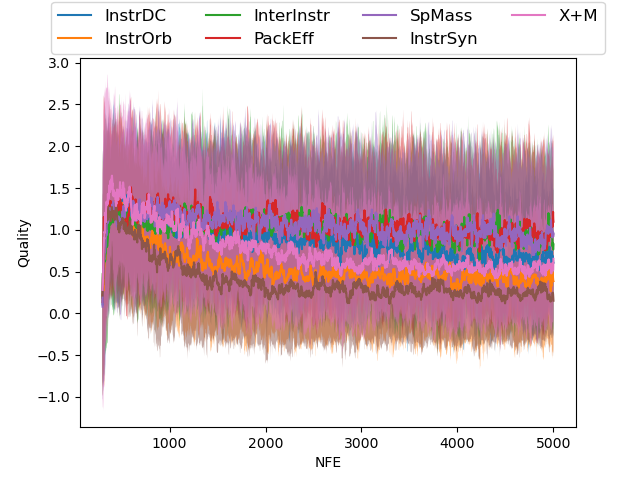 InstrDC InterInstr SpMass X+M
InstrOrb PackEff InstrSyn
3.0
2.5
2.0
1.5
1.0
0.5
0.0
−0.5
−1.0
Quality
1000 2000 3000 4000 5000
NFE